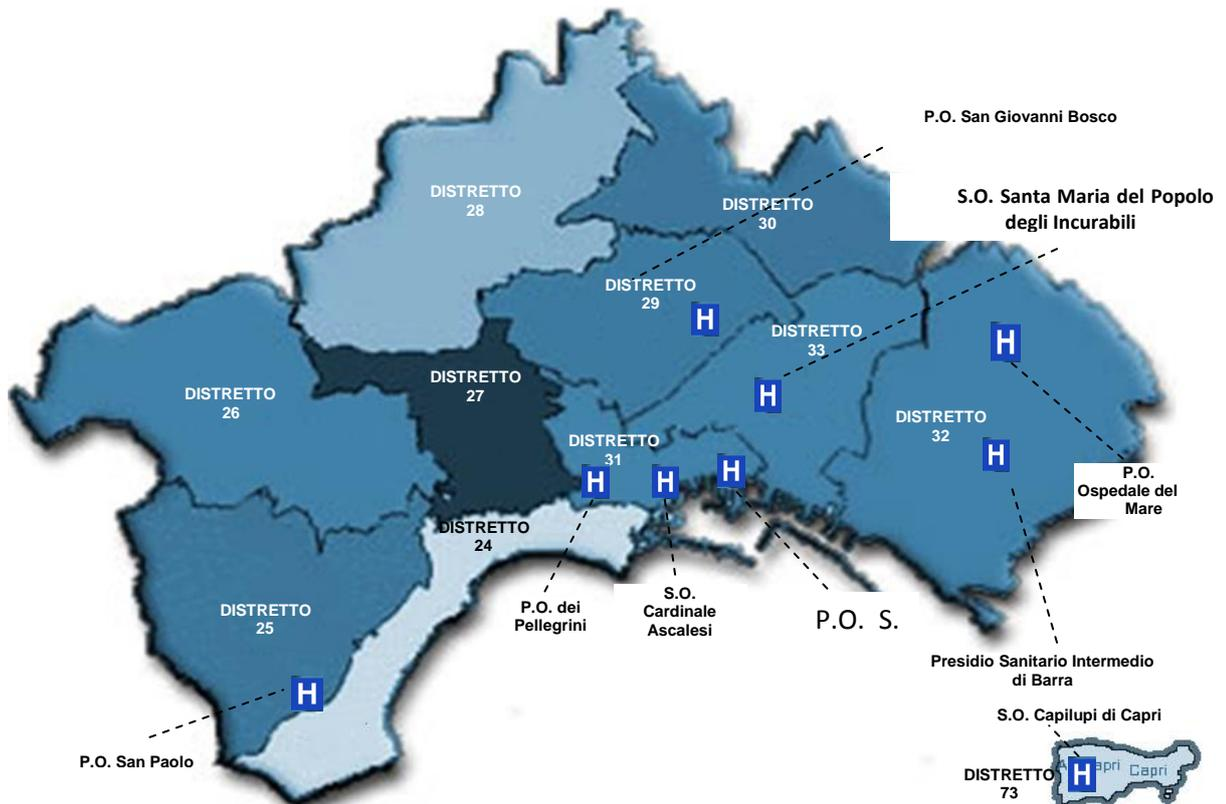 P.O. San Giovanni Bosco
S.O. Santa Maria del Popolo
degli Incurabili
DISTRETTO
28
DISTRETTO
30
DISTRETTO
29
H
DISTRETTO
33
H
H
DISTRETTO
27
DISTRETTO
26
DISTRETTO
32
H
DISTRETTO
31
H
H
H
P.O.
Ospedale del
Mare
DISTRETTO
24
DISTRETTO
25
H
P.O. dei
Pellegrini
S.O.
Cardinale
Ascalesi
P.O. S.
Presidio Sanitario Intermedio
di Barra
S.O. Capilupi di Capri
P.O. San Paolo
DISTRETTO
73
H
Capri